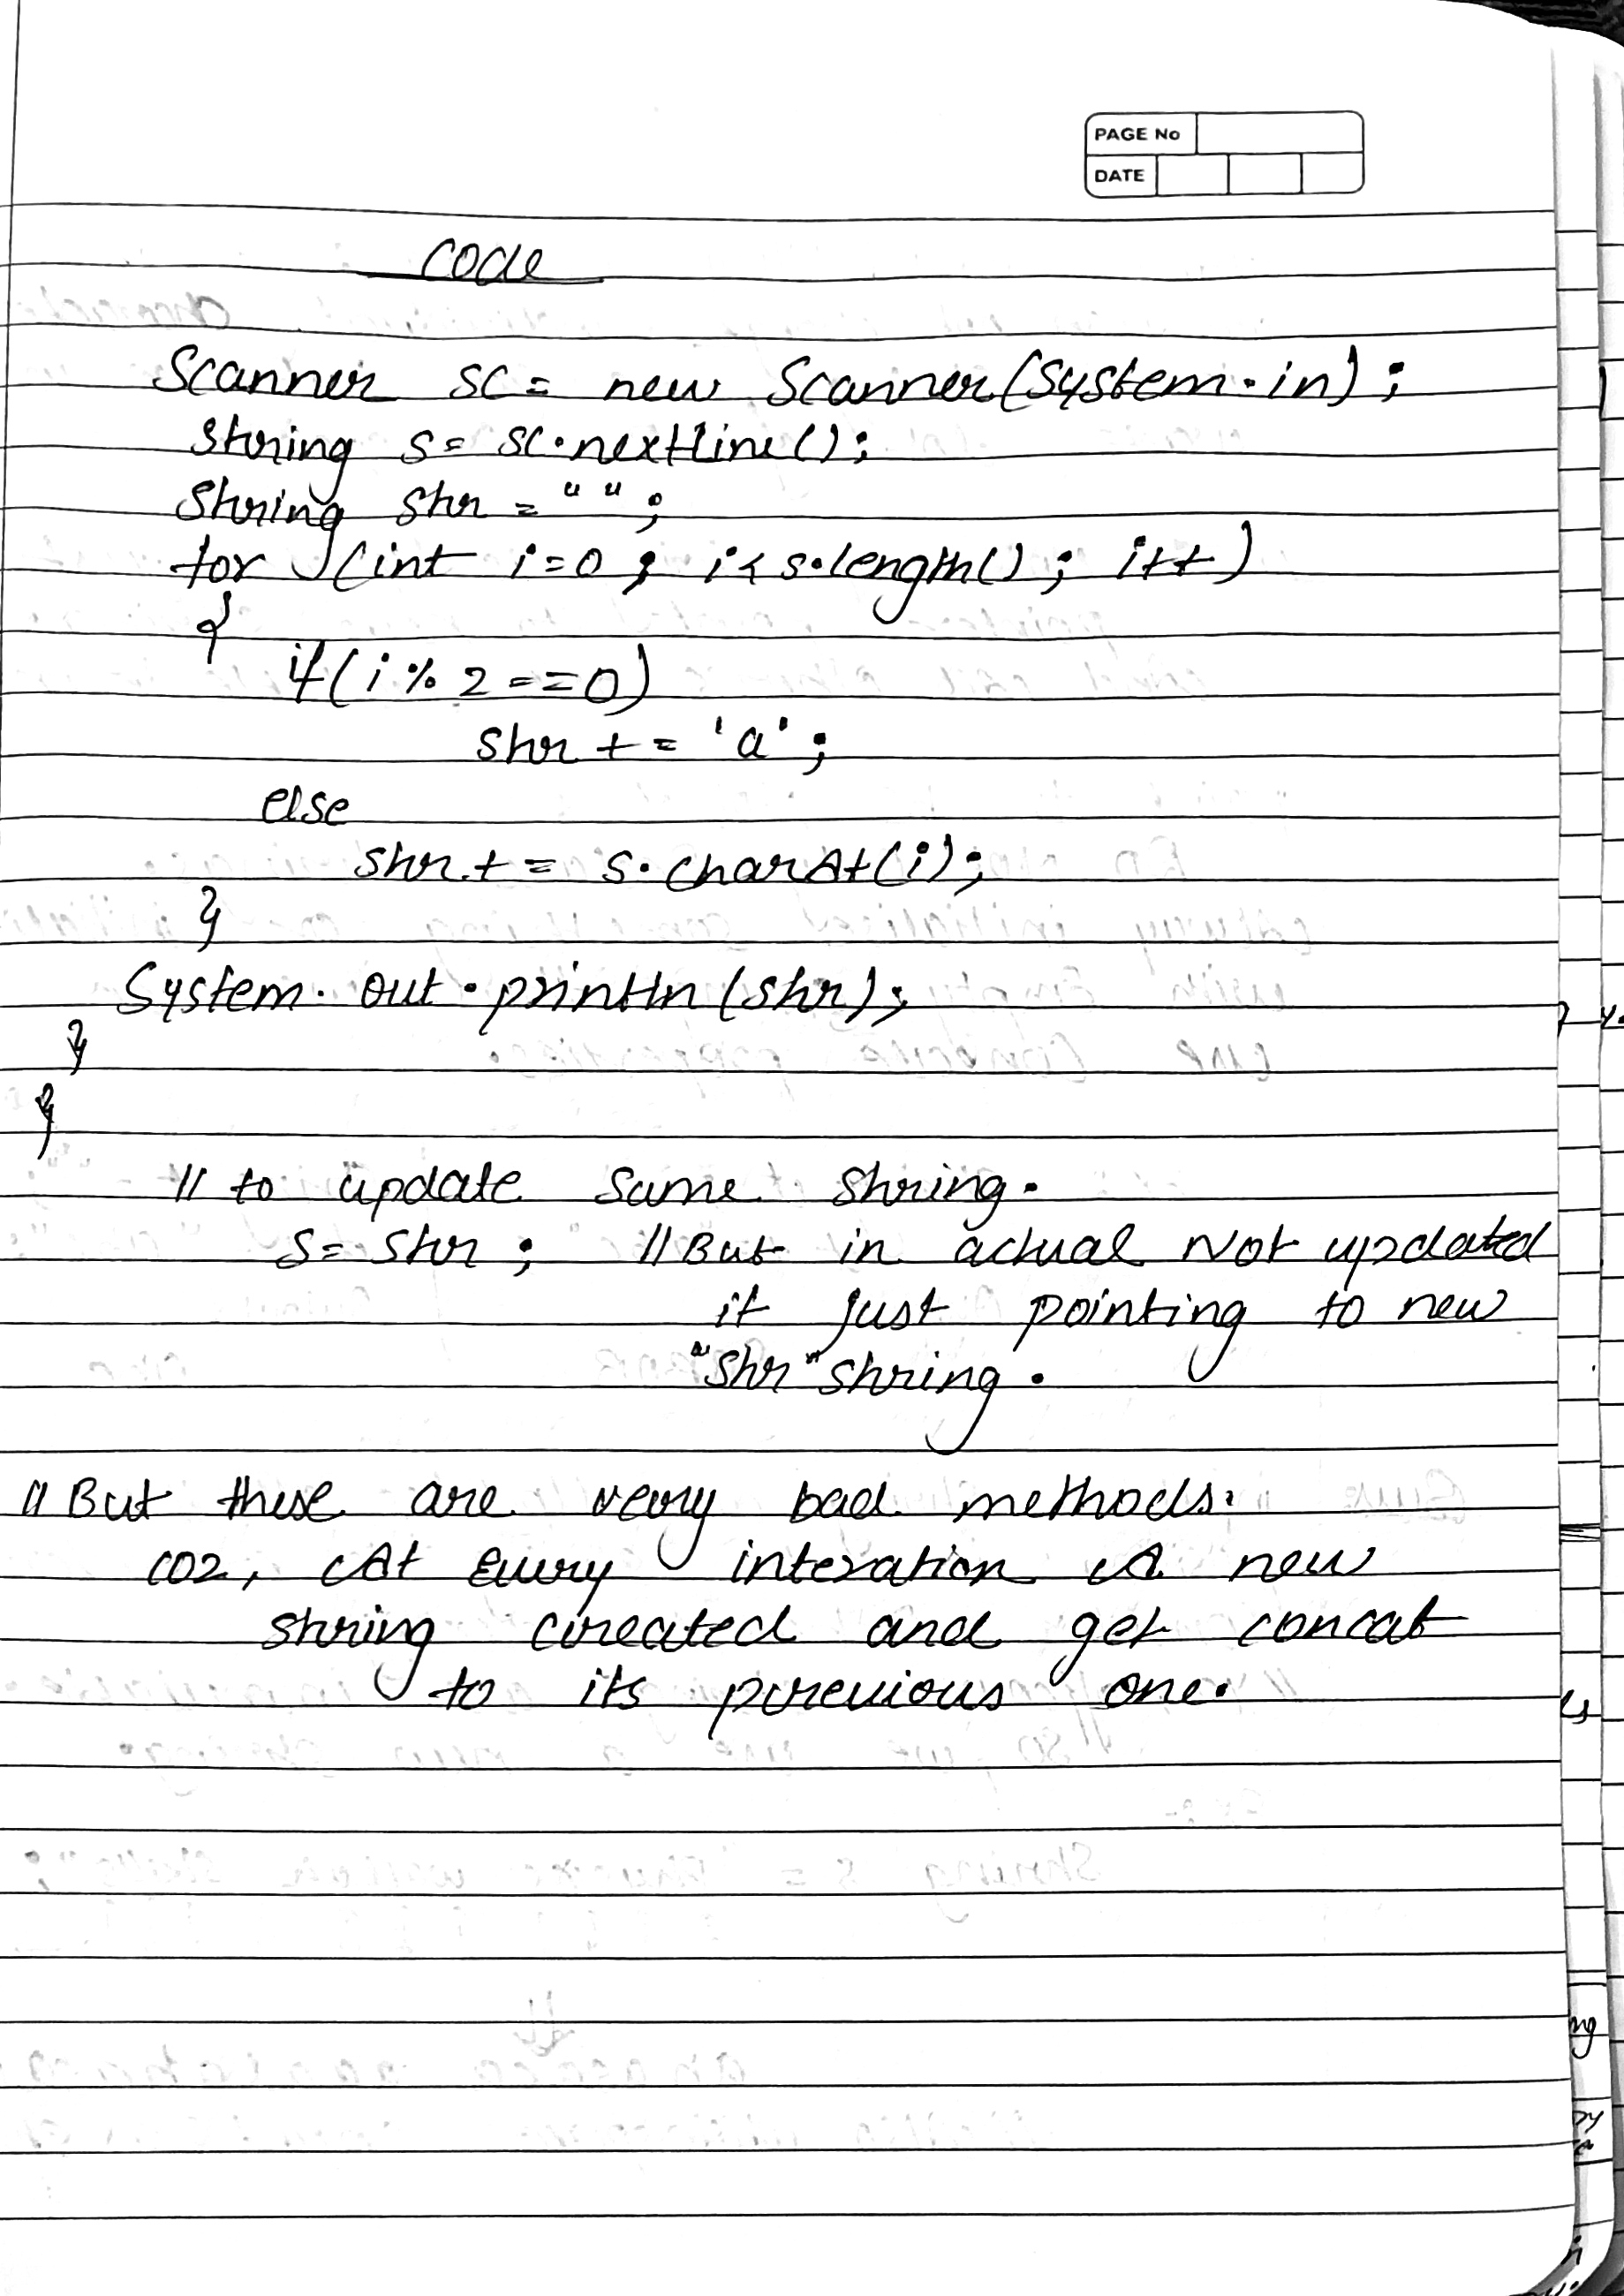 PAGE No
DATE
code
Scanner sc = new Scanner(System.in);
String s = sc.nextLine();
String str = " ";
for (int i=0; i<s.length(); i++)
{
if(i%2==0)
str += 'a';
else
str += s.charAt(i);
}
System.out.println(str);
}
}
// to update same string.
s = str; // But in actual Not updated
it just pointing to new
"str" string.
// But these are very bad methods.
coz, At every interation A new
string created and get concat
to its previous one.